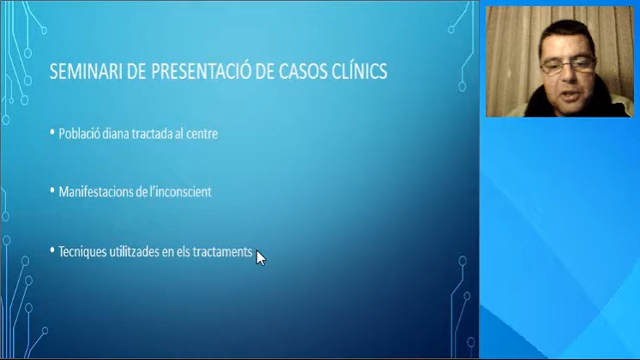 SEMINARI DE PRESENTACIÓ DE CASOS CLÍNICS
• Població diana tractada al centre
• Manifestacions de l'inconscient
• Tecniques utilitzades en els tractaments